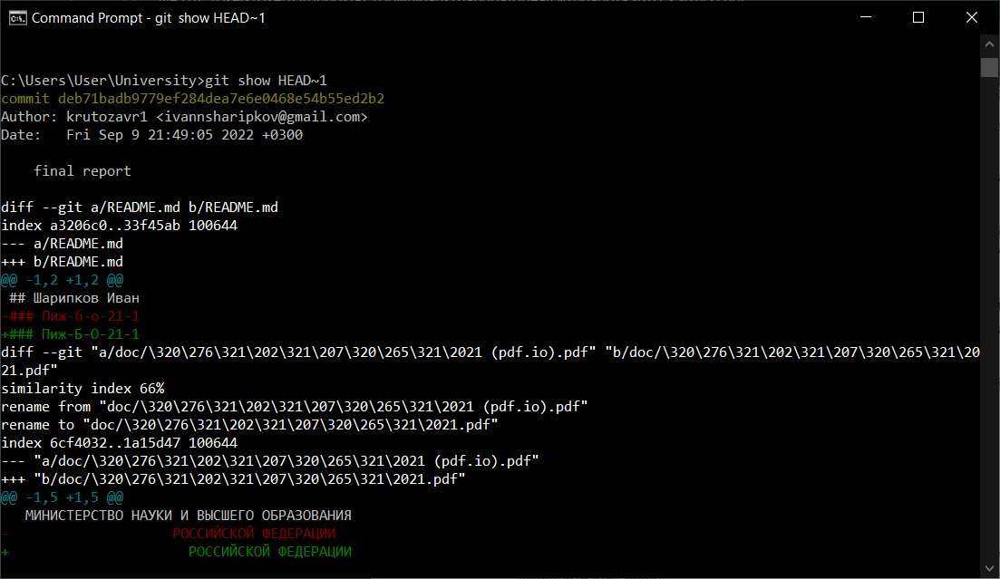 Command Prompt - git show HEAD~1
C:\Users\User\University>git show HEAD~1
commit deb71badb9779ef284dea7e6e0468e54b55ed2b2
Author: krutozavr1 <ivannsharipkov@gmail.com>
Date:   Fri Sep 9 21:49:05 2022 +0300
    final report
diff --git a/README.md b/README.md
index a3206c0..33f45ab 100644
--- a/README.md
+++ b/README.md
@@ -1,2 +1,2 @@
 ## Шарипков Иван
-### Пиж-б-о-21-1
+### Пиж-Б-О-21-1
diff --git "a/doc/\320\276\321\202\321\207\320\265\321\2021 (pdf.io).pdf" "b/doc/\320\276\321\202\321\207\320\265\321\20
21.pdf"
similarity index 66%
rename from "doc/\320\276\321\202\321\207\320\265\321\2021 (pdf.io).pdf"
rename to "doc/\320\276\321\202\321\207\320\265\321\2021.pdf"
index 6cf4032..1a15d47 100644
--- "a/doc/\320\276\321\202\321\207\320\265\321\2021 (pdf.io).pdf"
+++ "b/doc/\320\276\321\202\321\207\320\265\321\2021.pdf"
@@ -1,5 +1,5 @@
   МИНИСТЕРСТВО НАУКИ И ВЫСШЕГО ОБРАЗОВАНИЯ
-                    РОССИЙСКОЙ ФЕДЕРАЦИИ
+                      РОССИЙСКОЙ ФЕДЕРАЦИИ